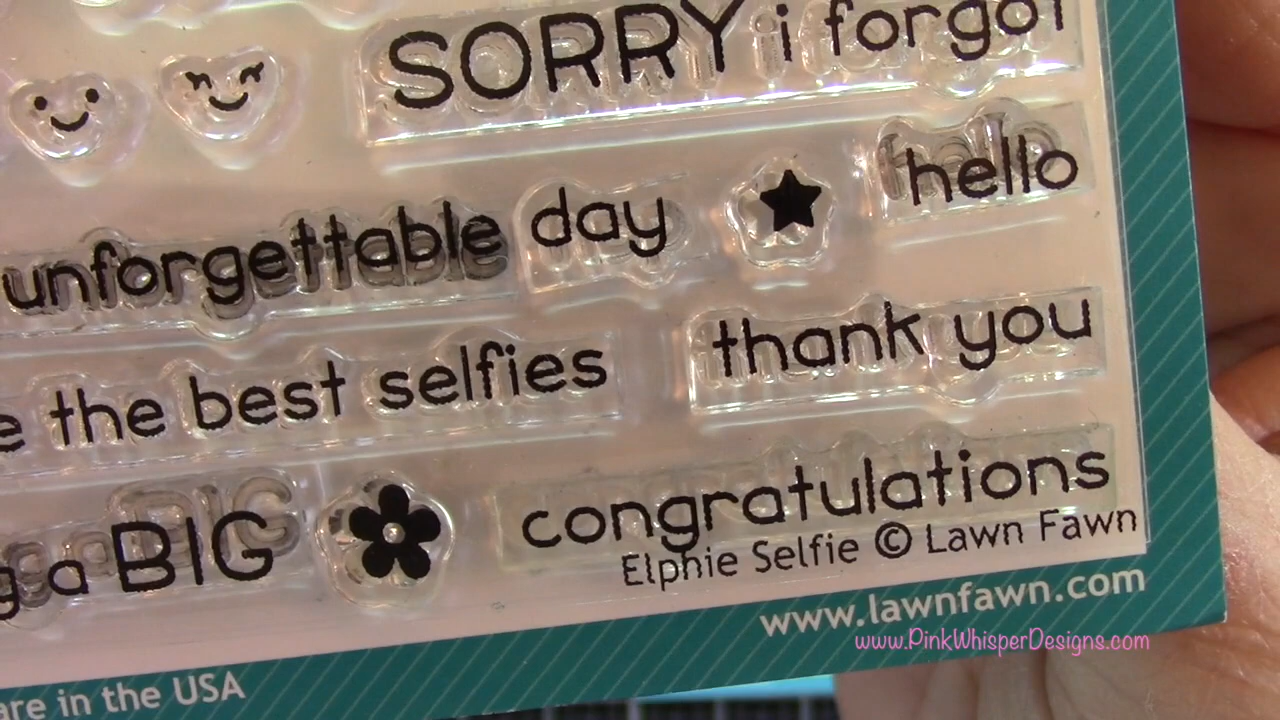 SORRY i forgot
hello
unforgettable day
thank you
the best selfies
congratulations
a BIG
Elphie Selfie © Lawn Fawn
www.lawnfawn.com
www.PinkWhisperDesigns.com
are in the USA